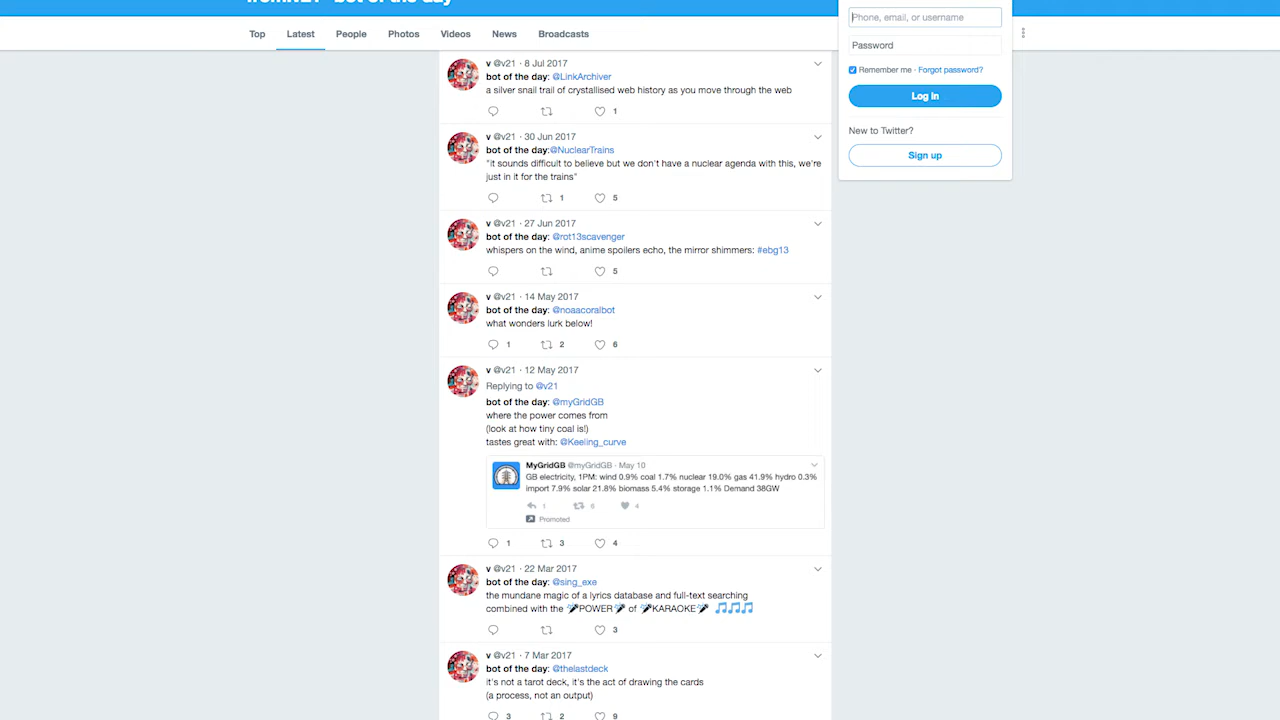 Phone, email, or username
Top Latest People Photos Videos News Broadcasts
Password
Remember me · Forgot password?
Log in
New to Twitter?
Sign up
v @v21 · 8 Jul 2017
bot of the day: @LinkArchiver
a silver snail trail of crystallised web history as you move through the web
1
v @v21 · 30 Jun 2017
bot of the day:@NuclearTrains
"it sounds difficult to believe but we don't have a nuclear agenda with this, we're
just in it for the trains"
1 5
v @v21 · 27 Jun 2017
bot of the day: @rot13scavenger
whispers on the wind, anime spoilers echo, the mirror shimmers: #ebg13
5
v @v21 · 14 May 2017
bot of the day: @noaacoralbot
what wonders lurk below!
1 2 6
v @v21 · 12 May 2017
Replying to @v21
bot of the day: @myGridGB
where the power comes from
(look at how tiny coal is!)
tastes great with: @Keeling_curve
MyGridGB @myGridGB · May 10
GB electricity, 1PM: wind 0.9% coal 1.7% nuclear 19.0% gas 41.9% hydro 0.3%
import 7.9% solar 21.8% biomass 5.4% storage 1.1% Demand 38GW
1 6 4
Promoted
1 3 4
v @v21 · 22 Mar 2017
bot of the day: @sing_exe
the mundane magic of a lyrics database and full-text searching
combined with the 🎤POWER🎤 of 🎤KARAOKE🎤 🎵🎵🎵
3
v @v21 · 7 Mar 2017
bot of the day: @thelastdeck
it's not a tarot deck, it's the act of drawing the cards
(a process, not an output)
3 2 9